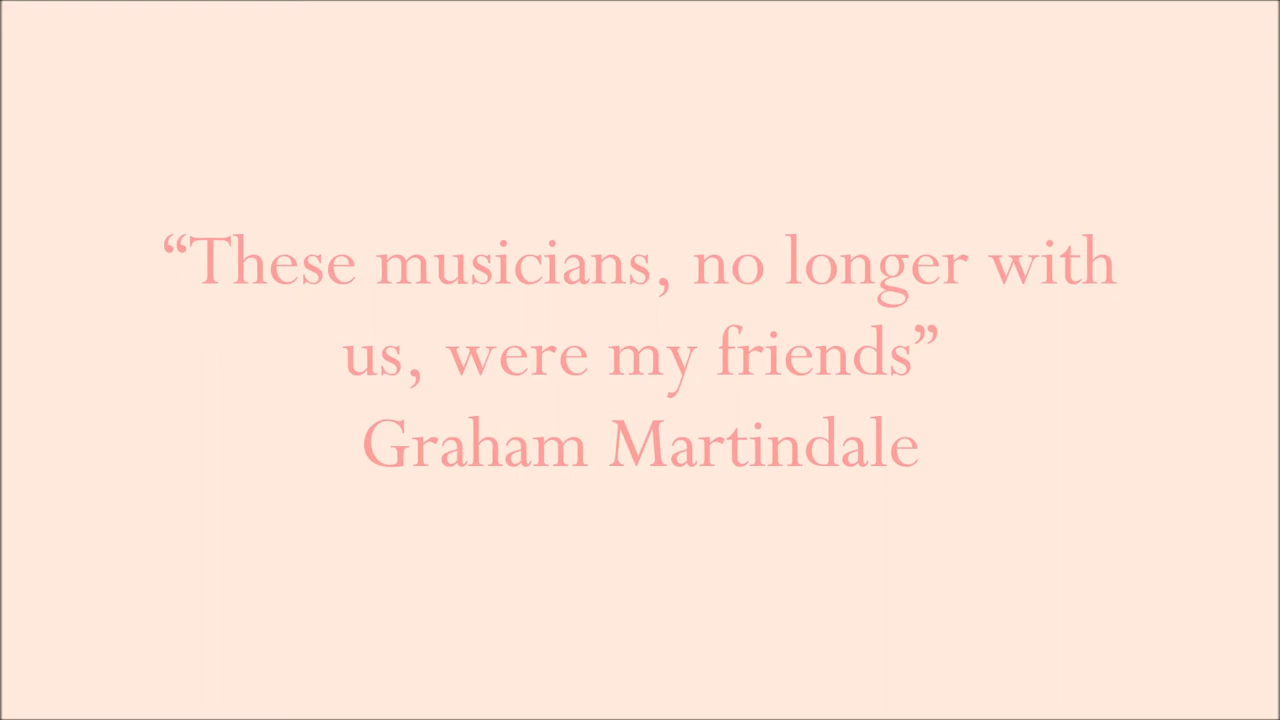 “These musicians, no longer with
us, were my friends”
Graham Martindale